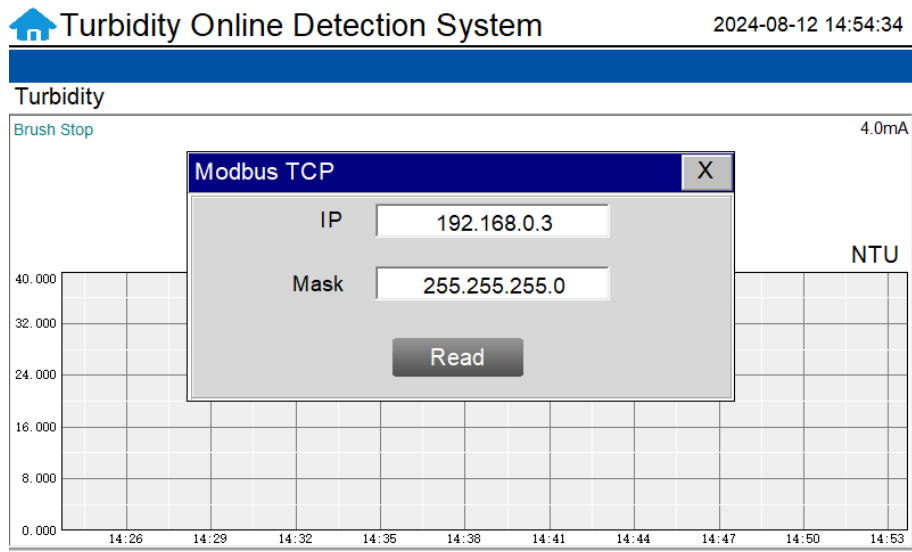 Turbidity Online Detection System 2024-08-12 14:54:34
Turbidity
Brush Stop 4.0mA
Modbus TCP X
IP 192.168.0.3
NTU
40.000
Mask 255.255.255.0
32.000
Read
24.000
16.000
8.000
0.000
14:26 14:29 14:32 14:35 14:38 14:41 14:44 14:47 14:50 14:53